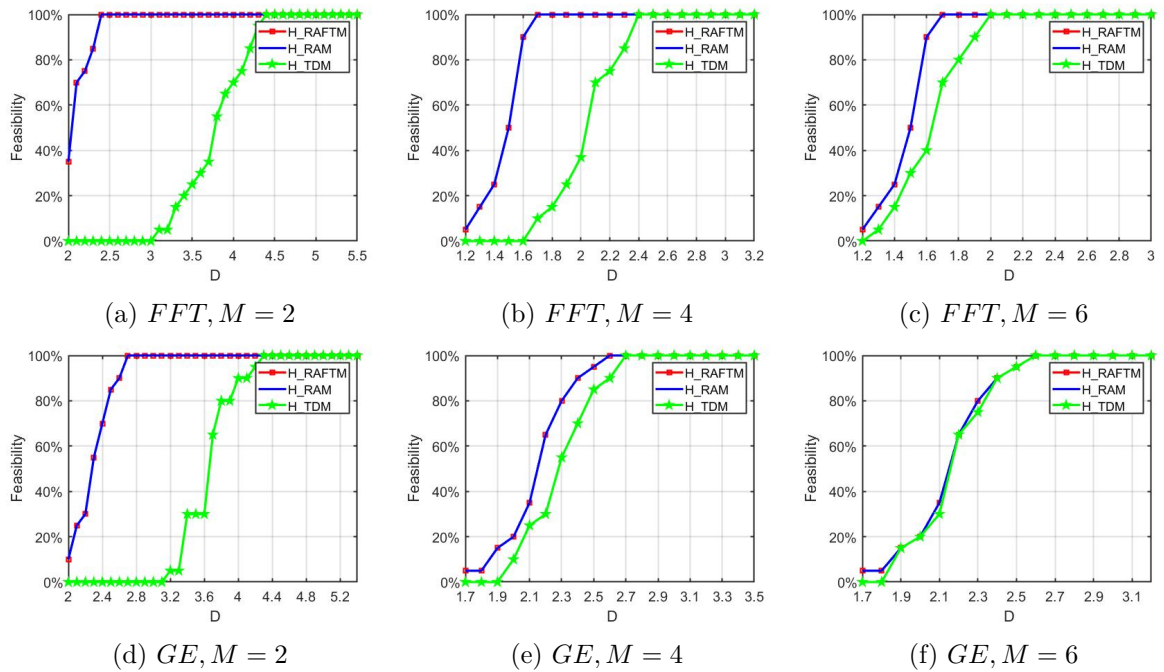 100%
80%
60%
40%
20%
0%
Feasibility
2 2.5 3 3.5 4 4.5 5 5.5
D
H_RAFTM
H_RAM
H_TDM
(a) FFT, M = 2
100%
80%
60%
40%
20%
0%
Feasibility
1.2 1.4 1.6 1.8 2 2.2 2.4 2.6 2.8 3 3.2
D
H_RAFTM
H_RAM
H_TDM
(b) FFT, M = 4
100%
80%
60%
40%
20%
0%
Feasibility
1.2 1.4 1.6 1.8 2 2.2 2.4 2.6 2.8 3
D
H_RAFTM
H_RAM
H_TDM
(c) FFT, M = 6
100%
80%
60%
40%
20%
0%
Feasibility
2 2.4 2.8 3.2 3.6 4 4.4 4.8 5.2
D
H_RAFTM
H_RAM
H_TDM
(d) GE, M = 2
100%
80%
60%
40%
20%
0%
Feasibility
1.7 1.9 2.1 2.3 2.5 2.7 2.9 3.1 3.3 3.5
D
H_RAFTM
H_RAM
H_TDM
(e) GE, M = 4
100%
80%
60%
40%
20%
0%
Feasibility
1.7 1.9 2.1 2.3 2.5 2.7 2.9 3.1
D
H_RAFTM
H_RAM
H_TDM
(f) GE, M = 6